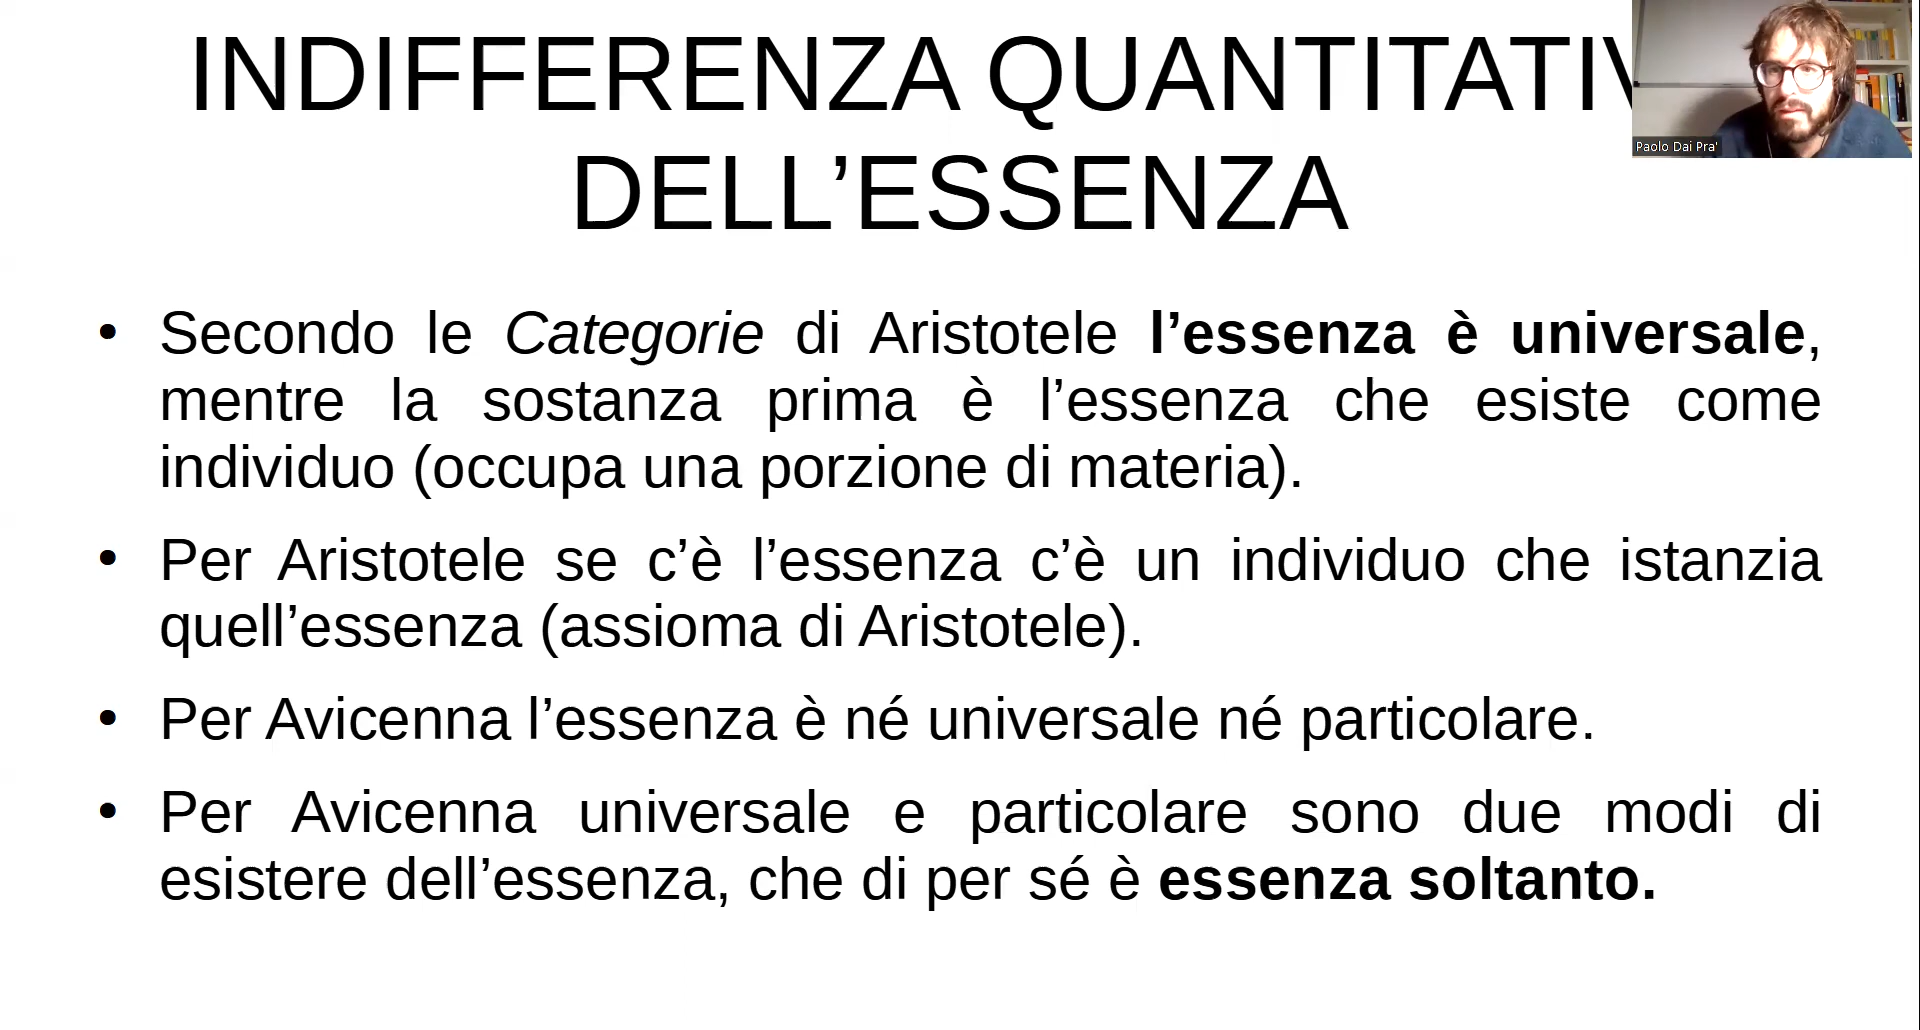 INDIFFERENZA QUANTITATIV
DELL’ESSENZA
Paolo Dai Pra'
• Secondo le Categorie di Aristotele l’essenza è universale,
mentre la sostanza prima è l’essenza che esiste come
individuo (occupa una porzione di materia).
• Per Aristotele se c’è l’essenza c’è un individuo che istanzia
quell’essenza (assioma di Aristotele).
• Per Avicenna l’essenza è né universale né particolare.
• Per Avicenna universale e particolare sono due modi di
esistere dell’essenza, che di per sé è essenza soltanto.